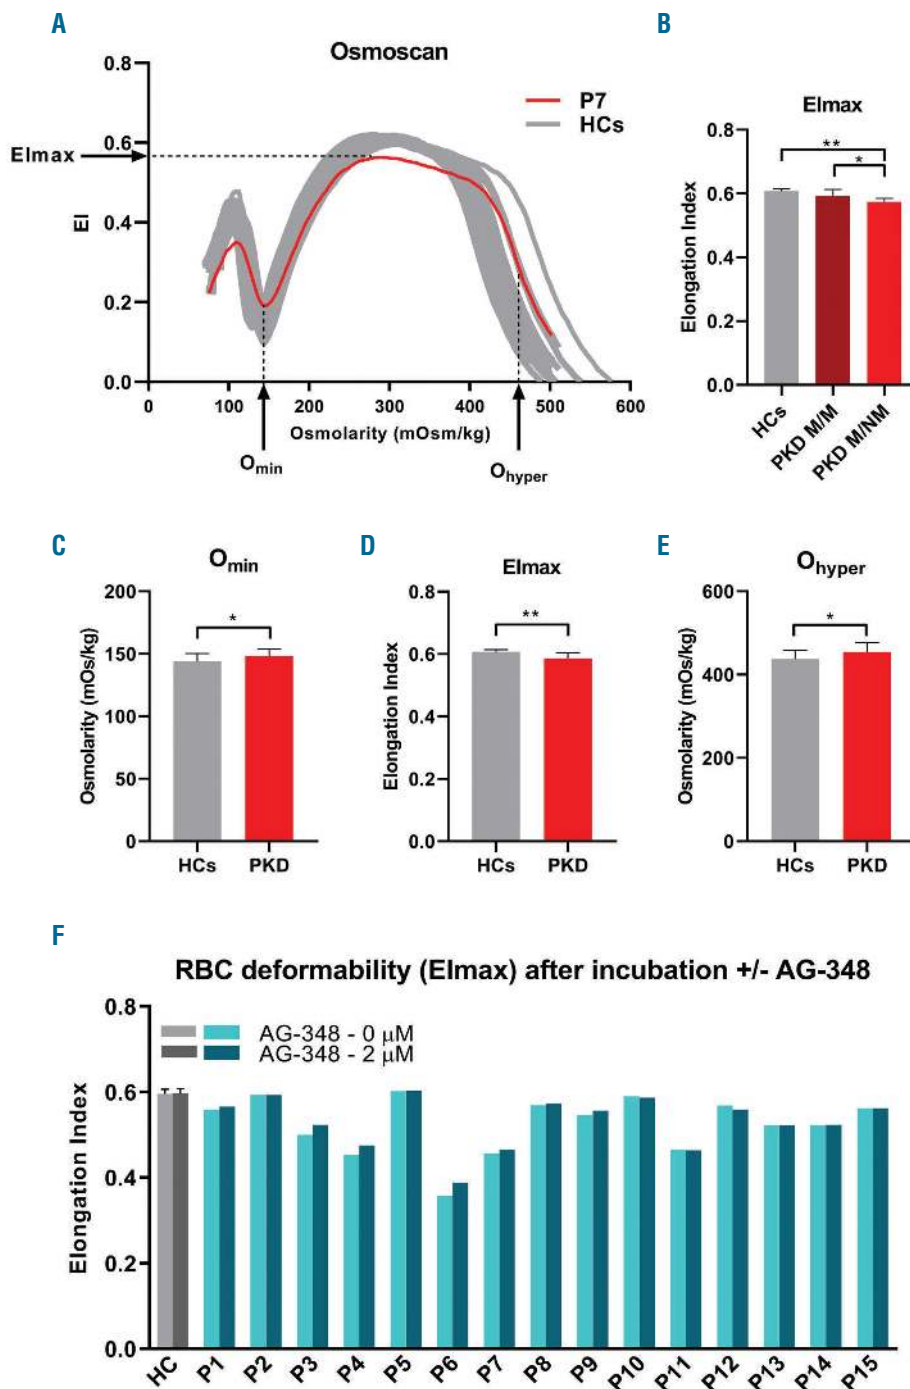 A
Osmoscan
EI
0.8
0.6
0.4
0.2
0.0
EImax
P7
HCs
0 100 200 300 400 500 600
Osmolarity (mOsm/kg)
Omin
Ohyper
B
EImax
Elongation Index
0.8
0.6
0.4
0.2
0.0
**
*
HCs
PKD M/M
PKD M/NM
C
Omin
Osmolarity (mOs/kg)
200
150
100
50
0
*
HCs PKD
D
EImax
Elongation Index
0.8
0.6
0.4
0.2
0.0
**
HCs PKD
E
Ohyper
Osmolarity (mOs/kg)
600
400
200
0
*
HCs PKD
F
RBC deformability (EImax) after incubation +/- AG-348
Elongation Index
0.8
0.6
0.4
0.2
0.0
AG-348 - 0 μM
AG-348 - 2 μM
HC P1 P2 P3 P4 P5 P6 P7 P8 P9 P10 P11 P12 P13 P14 P15